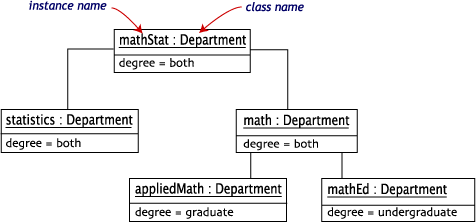 instance name
class name
mathStat : Department
degree = both
statistics : Department
degree = both
math : Department
degree = both
appliedMath : Department
degree = graduate
mathEd : Department
degree = undergraduate